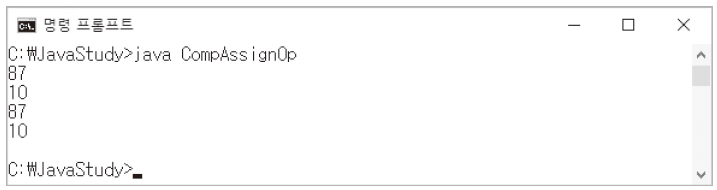 명령 프롬프트
C:₩JavaStudy>java CompAssignOp
87
10
87
10
C:₩JavaStudy>